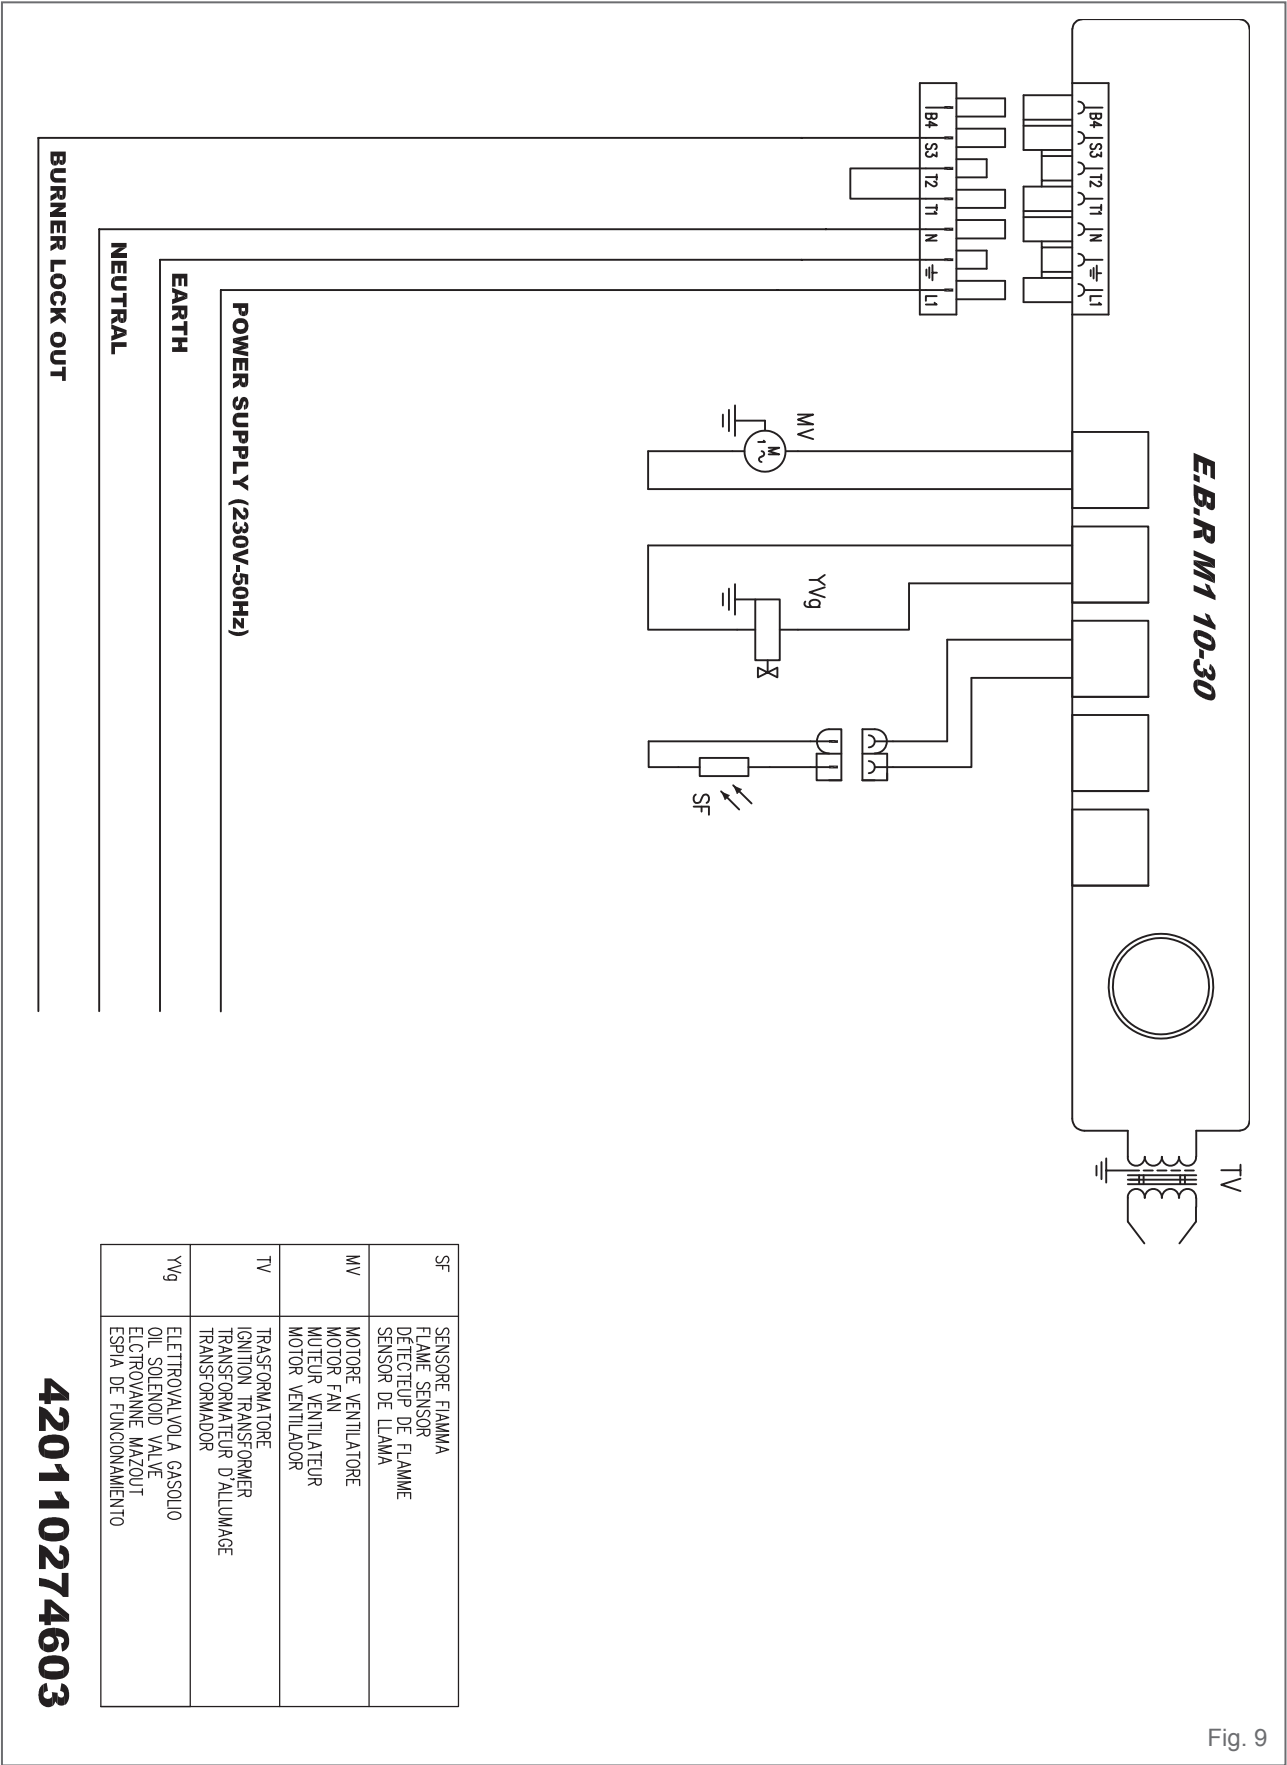 E.B.R M1 10-30
TV
B4 S3 T2 T1 N L1
B4 S3 T2 T1 N L1
MV
M
1 ~
YVg
SF
POWER SUPPLY (230V-50Hz)
EARTH
NEUTRAL
BURNER LOCK OUT
SF
SENSORE FIAMMA
FLAME SENSOR
DÉTECTEUP DE FLAMME
SENSOR DE LLAMA
MV
MOTORE VENTILATORE
MOTOR FAN
MUTEUR VENTILATEUR
MOTOR VENTILADOR
TV
TRASFORMATORE
IGNITION TRANSFORMER
TRANSFORMATEUR D'ALLUMAGE
TRANSFORMADOR
YVg
ELETTROVALVOLA GASOLIO
OIL SOLENOID VALVE
ELCTROVANNE MAZOUT
ESPIA DE FUNCIONAMIENTO
420110274603
Fig. 9